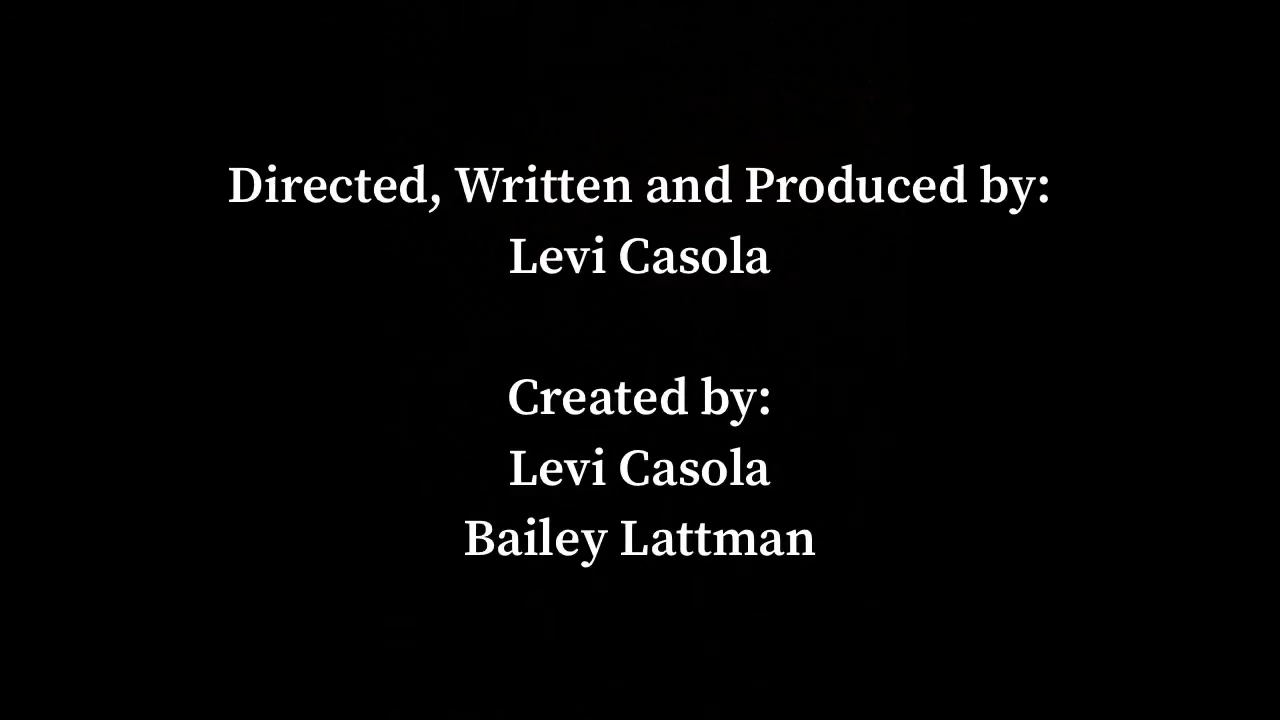 Directed, Written and Produced by:
Levi Casola
Created by:
Levi Casola
Bailey Lattman